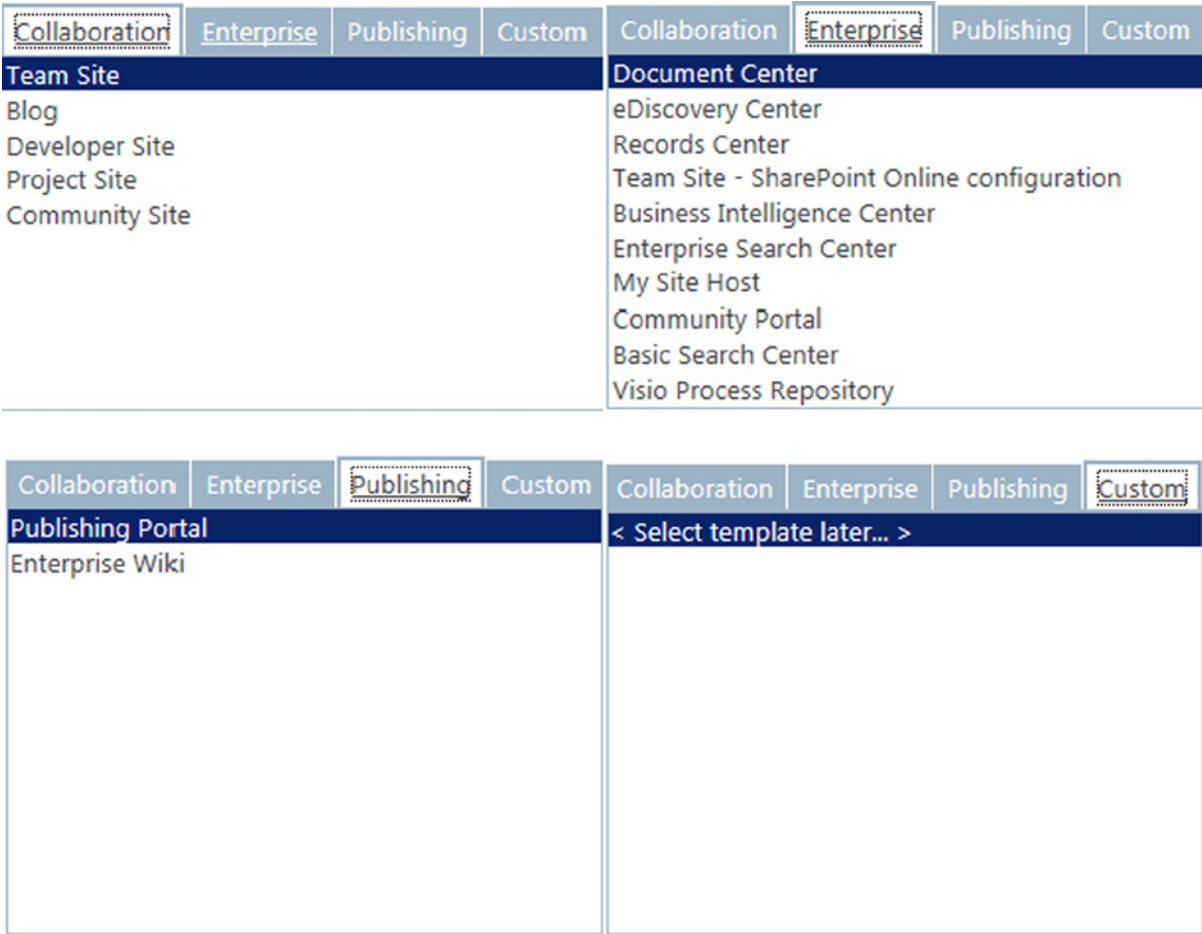 Collaboration Enterprise Publishing Custom
Team Site
Blog
Developer Site
Project Site
Community Site
Collaboration Enterprise Publishing Custom
Document Center
eDiscovery Center
Records Center
Team Site - SharePoint Online configuration
Business Intelligence Center
Enterprise Search Center
My Site Host
Community Portal
Basic Search Center
Visio Process Repository
Collaboration Enterprise Publishing Custom
Publishing Portal
Enterprise Wiki
Collaboration Enterprise Publishing Custom
< Select template later... >